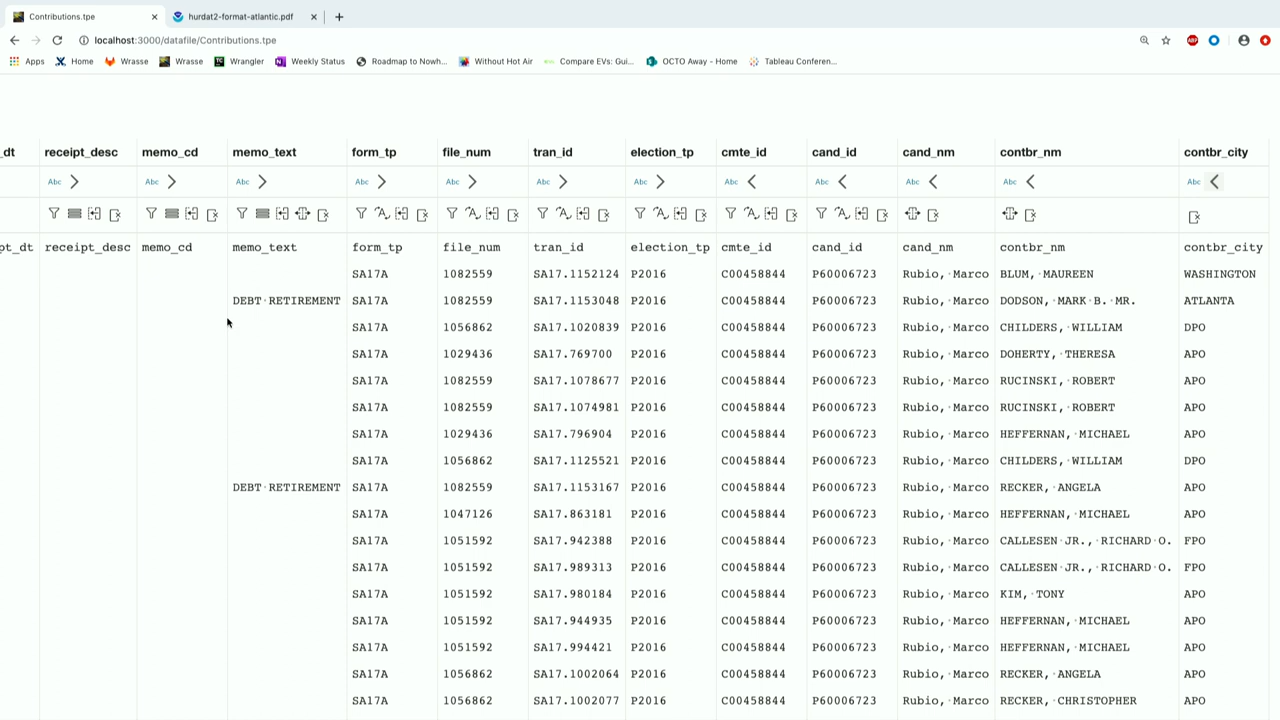 Contributions.tpe hurdat2-format-atlantic.pdf
localhost:3000/datafile/Contributions.tpe ABP
Apps Home Wrasse Wrasse Wrangler Weekly Status Roadmap to Nowh... Without Hot Air Compare EVs: Gui... OCTO Away - Home Tableau Conferen...
_dt receipt_desc memo_cd memo_text form_tp file_num tran_id election_tp cmte_id cand_id cand_nm contbr_nm contbr_city
Abc Abc Abc Abc Abc Abc Abc Abc Abc Abc Abc Abc
pt_dt receipt_desc memo_cd memo_text form_tp file_num tran_id election_tp cmte_id cand_id cand_nm contbr_nm contbr_city
SA17A 1082559 SA17.1152124 P2016 C00458844 P60006723 Rubio,·Marco BLUM,·MAUREEN WASHINGTON
DEBT·RETIREMENT SA17A 1082559 SA17.1153048 P2016 C00458844 P60006723 Rubio,·Marco DODSON,·MARK·B.·MR. ATLANTA
SA17A 1056862 SA17.1020839 P2016 C00458844 P60006723 Rubio,·Marco CHILDERS,·WILLIAM DPO
SA17A 1029436 SA17.769700 P2016 C00458844 P60006723 Rubio,·Marco DOHERTY,·THERESA APO
SA17A 1082559 SA17.1078677 P2016 C00458844 P60006723 Rubio,·Marco RUCINSKI,·ROBERT APO
SA17A 1082559 SA17.1074981 P2016 C00458844 P60006723 Rubio,·Marco RUCINSKI,·ROBERT APO
SA17A 1029436 SA17.796904 P2016 C00458844 P60006723 Rubio,·Marco HEFFERNAN,·MICHAEL APO
SA17A 1056862 SA17.1125521 P2016 C00458844 P60006723 Rubio,·Marco CHILDERS,·WILLIAM DPO
DEBT·RETIREMENT SA17A 1082559 SA17.1153167 P2016 C00458844 P60006723 Rubio,·Marco RECKER,·ANGELA APO
SA17A 1047126 SA17.863181 P2016 C00458844 P60006723 Rubio,·Marco HEFFERNAN,·MICHAEL APO
SA17A 1051592 SA17.942388 P2016 C00458844 P60006723 Rubio,·Marco CALLESEN·JR.,·RICHARD·O. FPO
SA17A 1051592 SA17.989313 P2016 C00458844 P60006723 Rubio,·Marco CALLESEN·JR.,·RICHARD·O. FPO
SA17A 1051592 SA17.980184 P2016 C00458844 P60006723 Rubio,·Marco KIM,·TONY APO
SA17A 1051592 SA17.944935 P2016 C00458844 P60006723 Rubio,·Marco HEFFERNAN,·MICHAEL APO
SA17A 1051592 SA17.994421 P2016 C00458844 P60006723 Rubio,·Marco HEFFERNAN,·MICHAEL APO
SA17A 1056862 SA17.1002064 P2016 C00458844 P60006723 Rubio,·Marco RECKER,·ANGELA APO
SA17A 1056862 SA17.1002077 P2016 C00458844 P60006723 Rubio,·Marco RECKER,·CHRISTOPHER APO